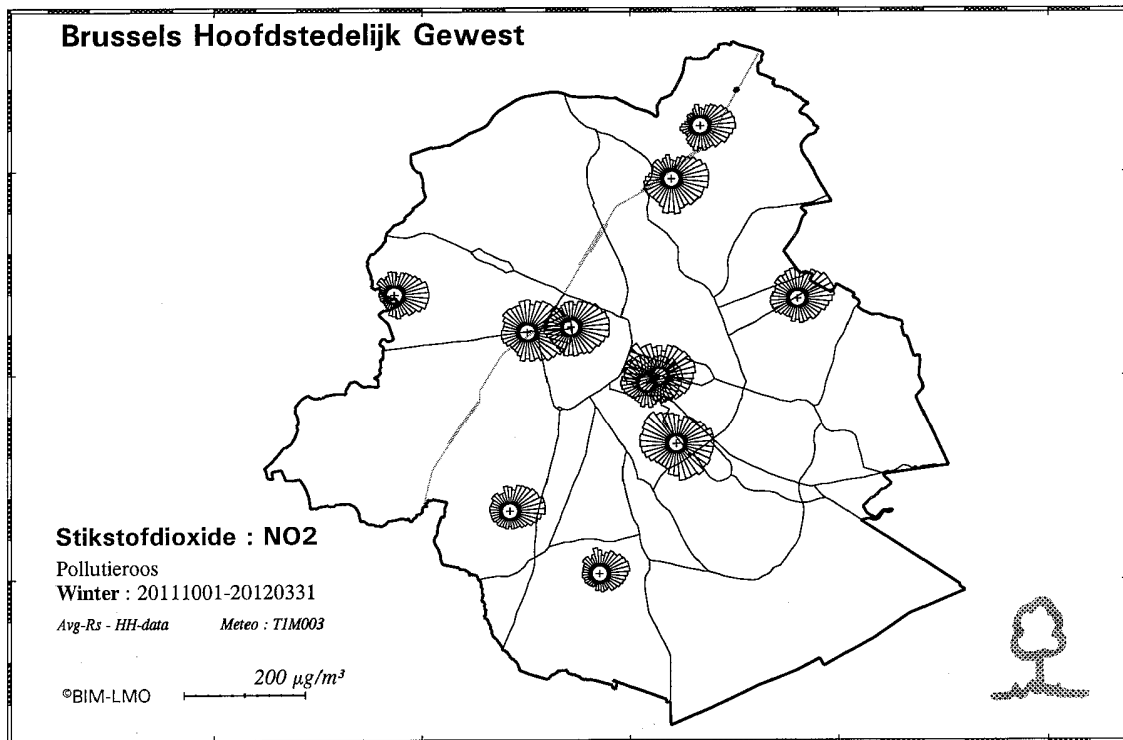 Brussels Hoofdstedelijk Gewest
Stikstofdioxide : NO2
Pollutieroos
Winter : 20111001-20120331
Avg-Rs - HH-data Meteo : T1M003
200 µg/m³
©BIM-LMO